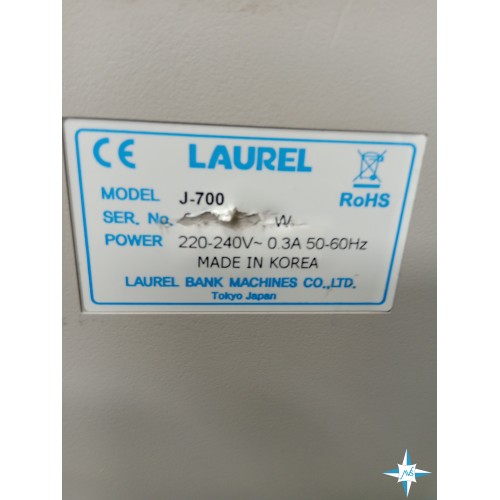 CE LAUREL
MODEL J-700 RoHS
SER. No. W
POWER 220-240V~ 0.3A 50-60Hz
MADE IN KOREA
LAUREL BANK MACHINES CO.,LTD.
Tokyo Japan